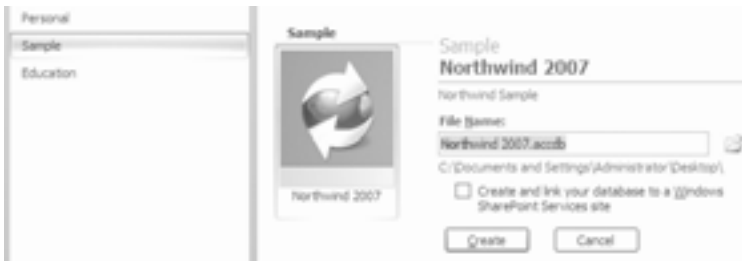 Personal
Sample
Education
Sample
Northwind 2007
Sample
Northwind 2007
Northwind Sample
File Name:
Northwind 2007.accdb
C:\Documents and Settings\Administrator\Desktop\
Create and link your database to a Windows
SharePoint Services site
Create
Cancel